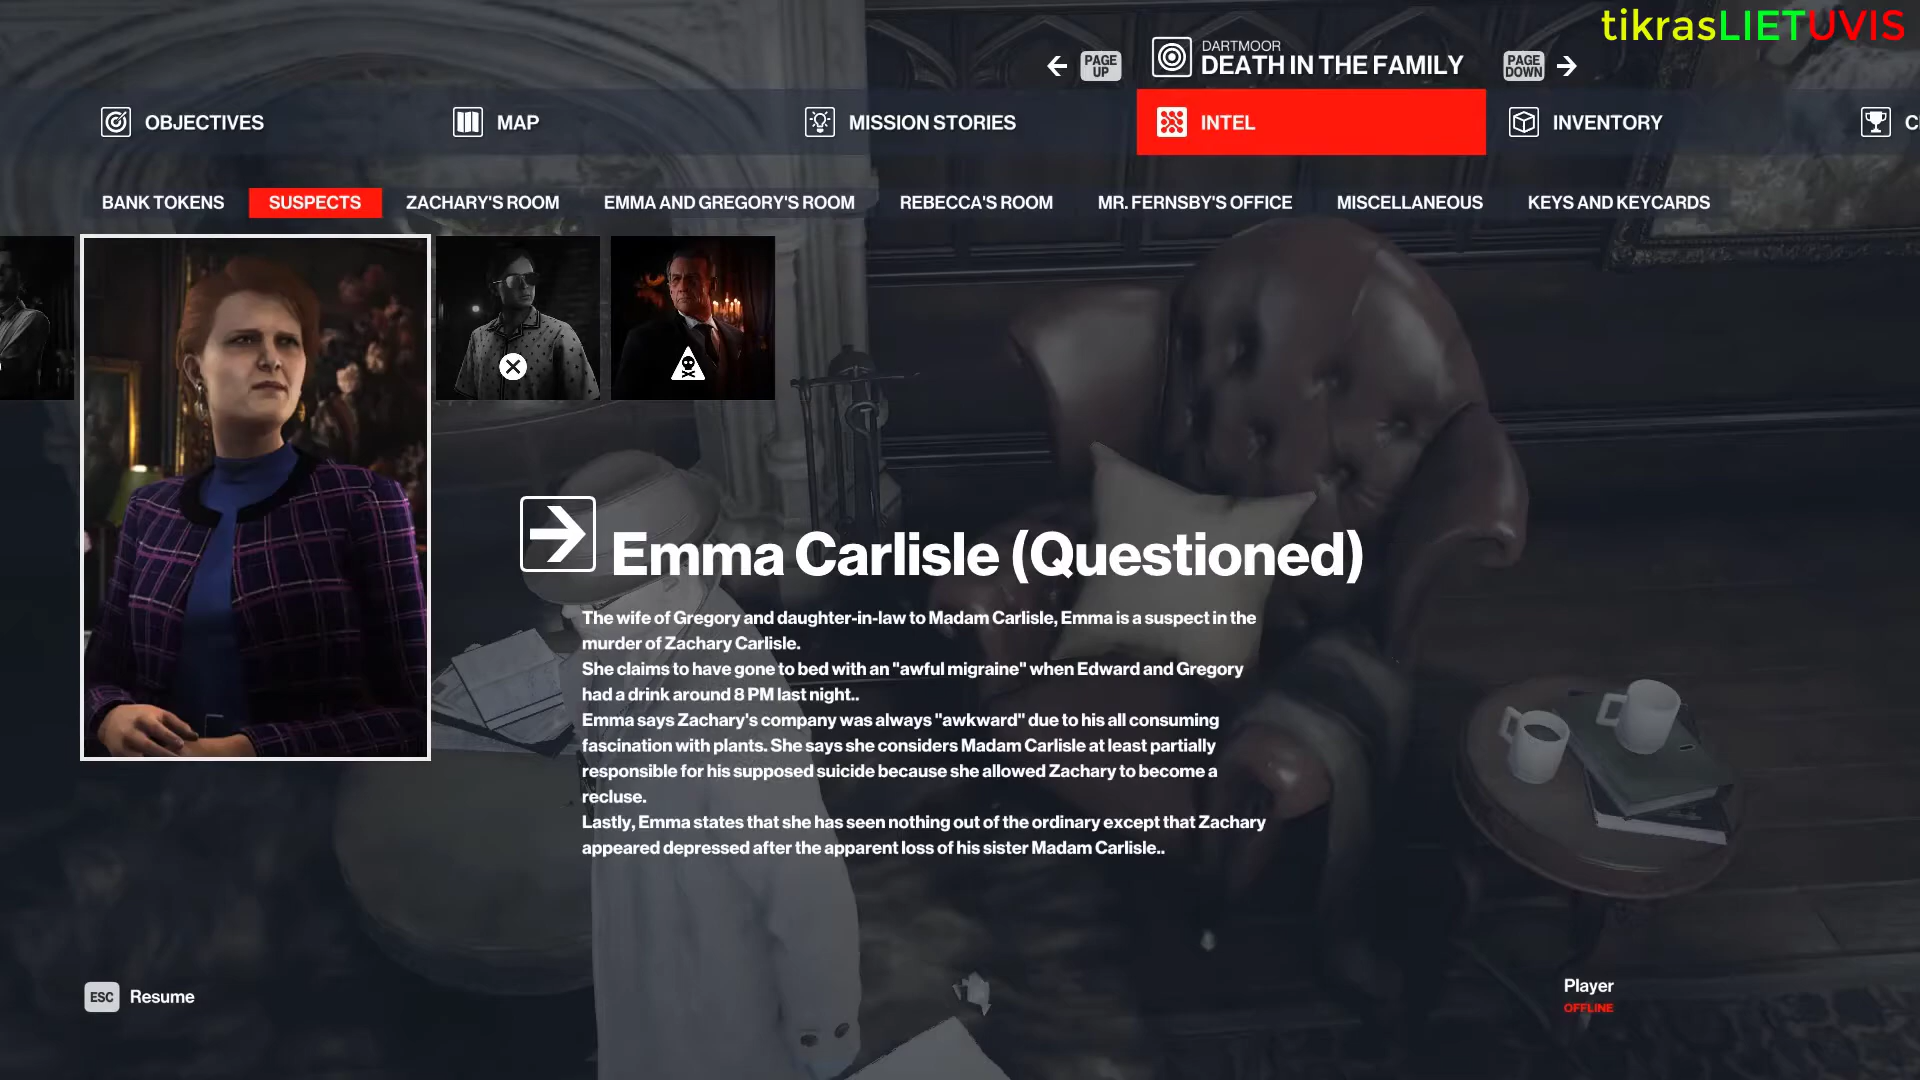 tikrasLIETUVIS
PAGE UP
DARTMOOR
DEATH IN THE FAMILY
PAGE DOWN
OBJECTIVES
MAP
MISSION STORIES
INTEL
INVENTORY
BANK TOKENS
SUSPECTS
ZACHARY'S ROOM
EMMA AND GREGORY'S ROOM
REBECCA'S ROOM
MR. FERNSBY'S OFFICE
MISCELLANEOUS
KEYS AND KEYCARDS
Emma Carlisle (Questioned)
The wife of Gregory and daughter-in-law to Madam Carlisle, Emma is a suspect in the
murder of Zachary Carlisle.
She claims to have gone to bed with an "awful migraine" when Edward and Gregory
had a drink around 8 PM last night..
Emma says Zachary's company was always "awkward" due to his all consuming
fascination with plants. She says she considers Madam Carlisle at least partially
responsible for his supposed suicide because she allowed Zachary to become a
recluse.
Lastly, Emma states that she has seen nothing out of the ordinary except that Zachary
appeared depressed after the apparent loss of his sister Madam Carlisle..
ESC Resume
Player
OFFLINE